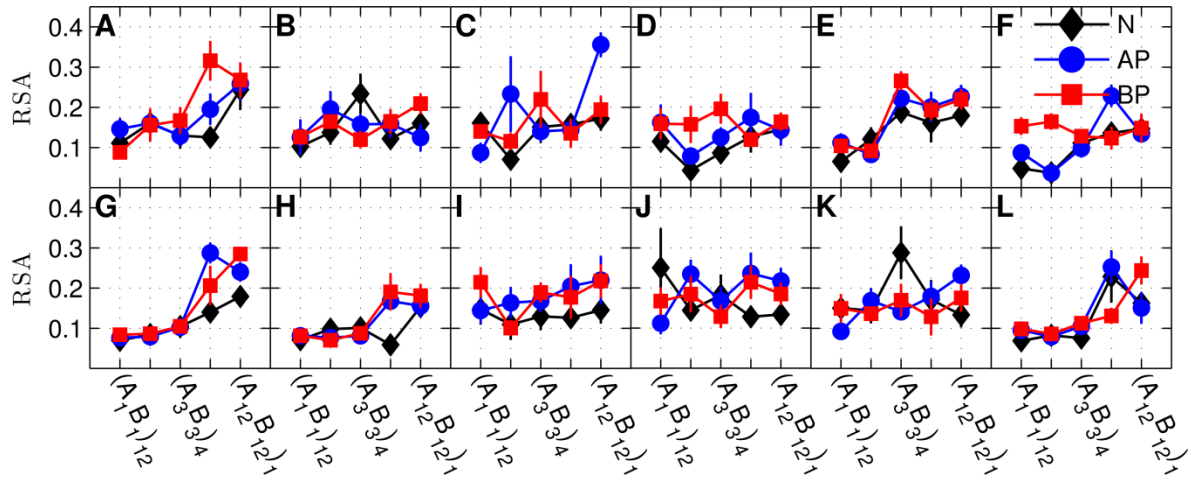 A B C D E F
N
AP
BP
RSA
0.4
0.3
0.2
0.1
G H I J K L
RSA
0.4
0.3
0.2
0.1
(A1B1)12 (A3B3)4 (A12B12)1 (A1B1)12 (A3B3)4 (A12B12)1 (A1B1)12 (A3B3)4 (A12B12)1 (A1B1)12 (A3B3)4 (A12B12)1 (A1B1)12 (A3B3)4 (A12B12)1 (A1B1)12 (A3B3)4 (A12B12)1